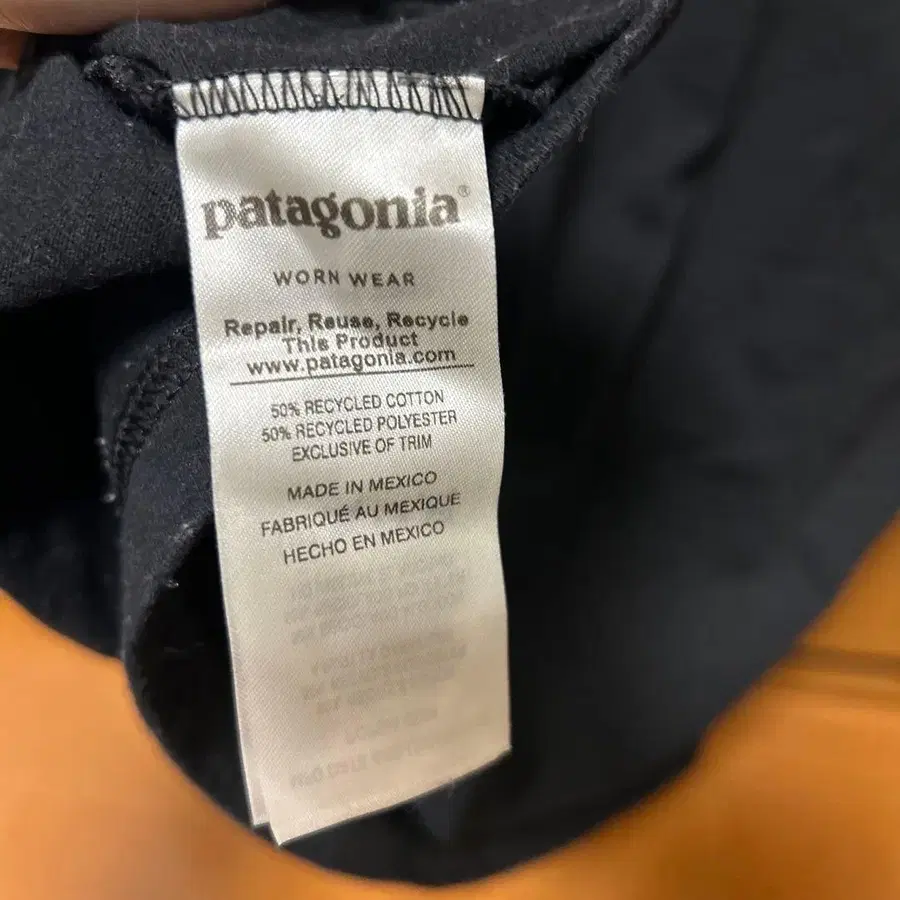 patagonia®
WORN WEAR
Repair, Reuse, Recycle
This Product
www.patagonia.com
50% RECYCLED COTTON
50% RECYCLED POLYESTER
EXCLUSIVE OF TRIM
MADE IN MEXICO
FABRIQUÉ AU MEXIQUE
HECHO EN MEXICO